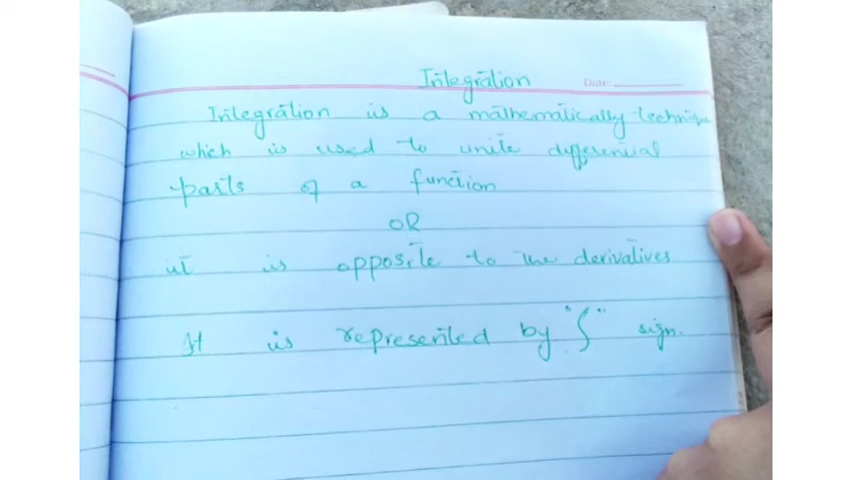 Integration
Date:
Integration is a mathematically technique
which is used to unite differential
parts of a function
OR
it is opposite to the derivatives
It is represented by "∫" sign.